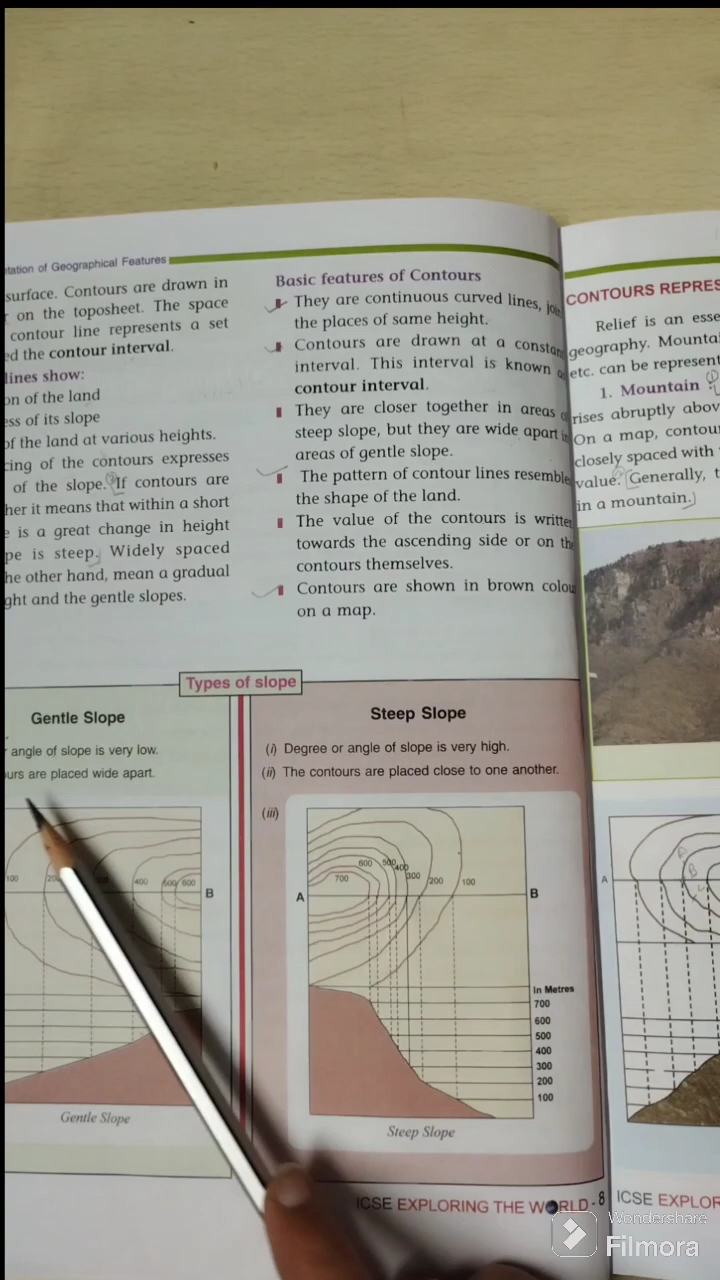 tation of Geographical Features
surface. Contours are drawn in
on the toposheet. The space
contour line represents a set
ed the contour interval.
lines show:
on of the land
ess of its slope
of the land at various heights.
cing of the contours expresses
of the slope. If contours are
her it means that within a short
e is a great change in height
pe is steep. Widely spaced
he other hand, mean a gradual
ght and the gentle slopes.
Basic features of Contours
They are continuous curved lines, join
the places of same height.
Contours are drawn at a constan
interval. This interval is known a
contour interval.
They are closer together in areas o
steep slope, but they are wide apart in
areas of gentle slope.
The pattern of contour lines resemble
the shape of the land.
The value of the contours is writte
towards the ascending side or on th
contours themselves.
Contours are shown in brown colou
on a map.
CONTOURS REPRES
Relief is an esse
geography. Mounta
etc. can be represent
1. Mountain :
rises abruptly abov
On a map, contou
closely spaced with
value. Generally, t
in a mountain.
Types of slope
Gentle Slope
angle of slope is very low.
urs are placed wide apart.
100 400 500 600
B
Gentle Slope
Steep Slope
(i) Degree or angle of slope is very high.
(ii) The contours are placed close to one another.
(iii)
700 600 500 400 300 200 100
A B
In Metres
700
600
500
400
300
200
100
Steep Slope
A
ICSE EXPLORING THE WORLD - 8
ICSE EXPLOR
Wondershare
Filmora